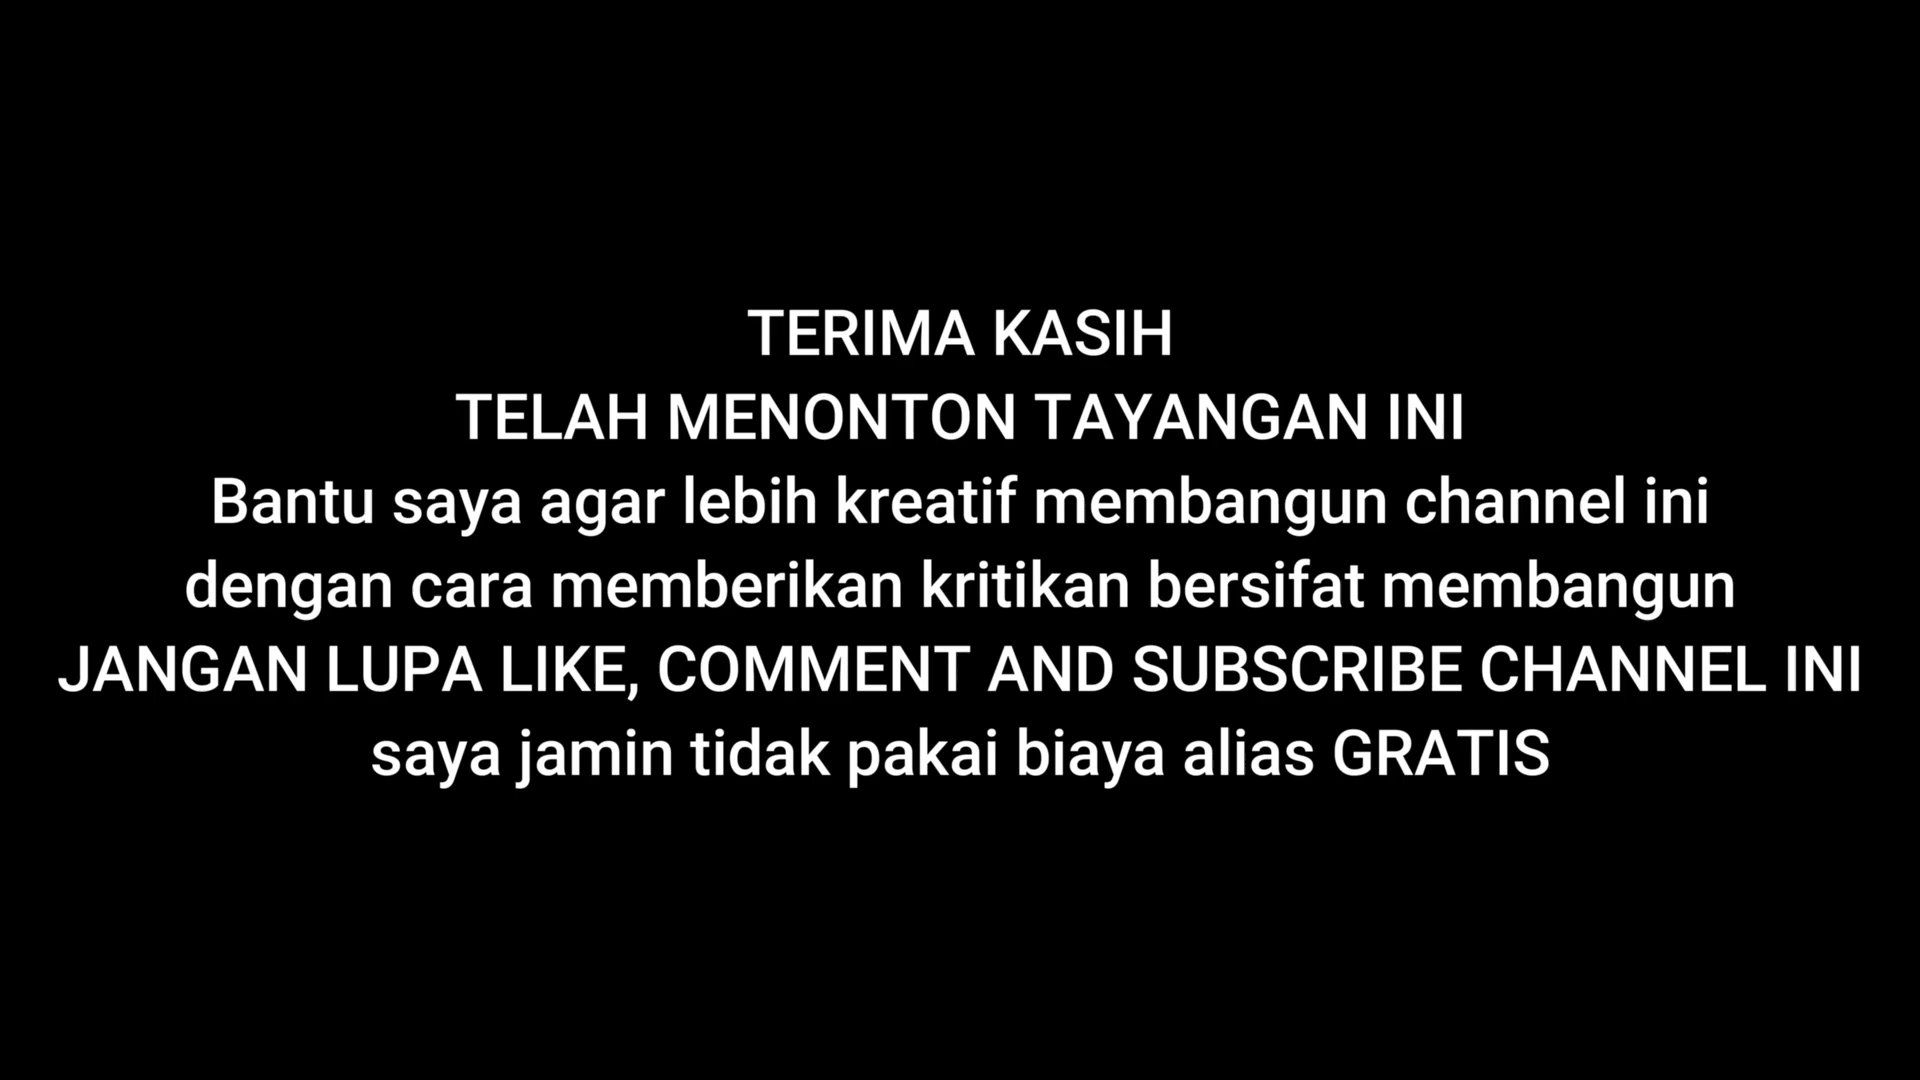 TERIMA KASIH
TELAH MENONTON TAYANGAN INI
Bantu saya agar lebih kreatif membangun channel ini
dengan cara memberikan kritikan bersifat membangun
JANGAN LUPA LIKE, COMMENT AND SUBSCRIBE CHANNEL INI
saya jamin tidak pakai biaya alias GRATIS